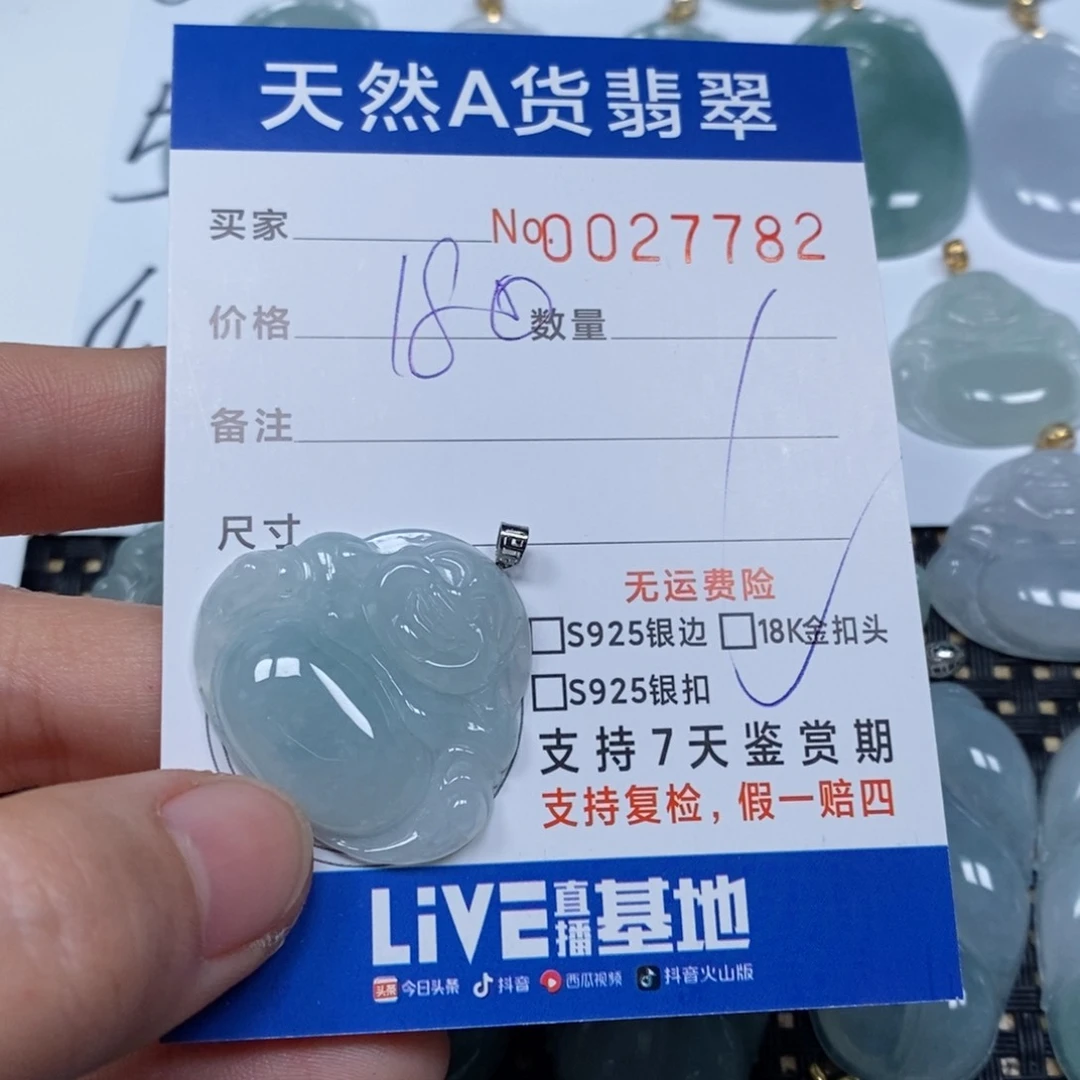 天然A货翡翠
买家 No.0027782
价格 180 数量
备注
尺寸
无运费险
S925银边 18K金扣头
S925银扣
支持7天鉴赏期
支持复检，假一赔四
LiVE直播基地
头条 今日头条 抖音 西瓜视频 抖音火山版